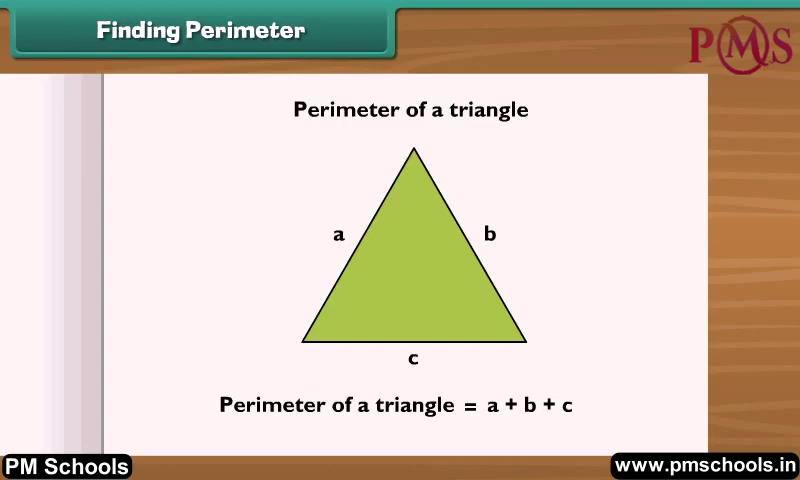 Finding Perimeter
PMS
Perimeter of a triangle
a
b
c
Perimeter of a triangle = a + b + c
PM Schools
www.pmschools.in